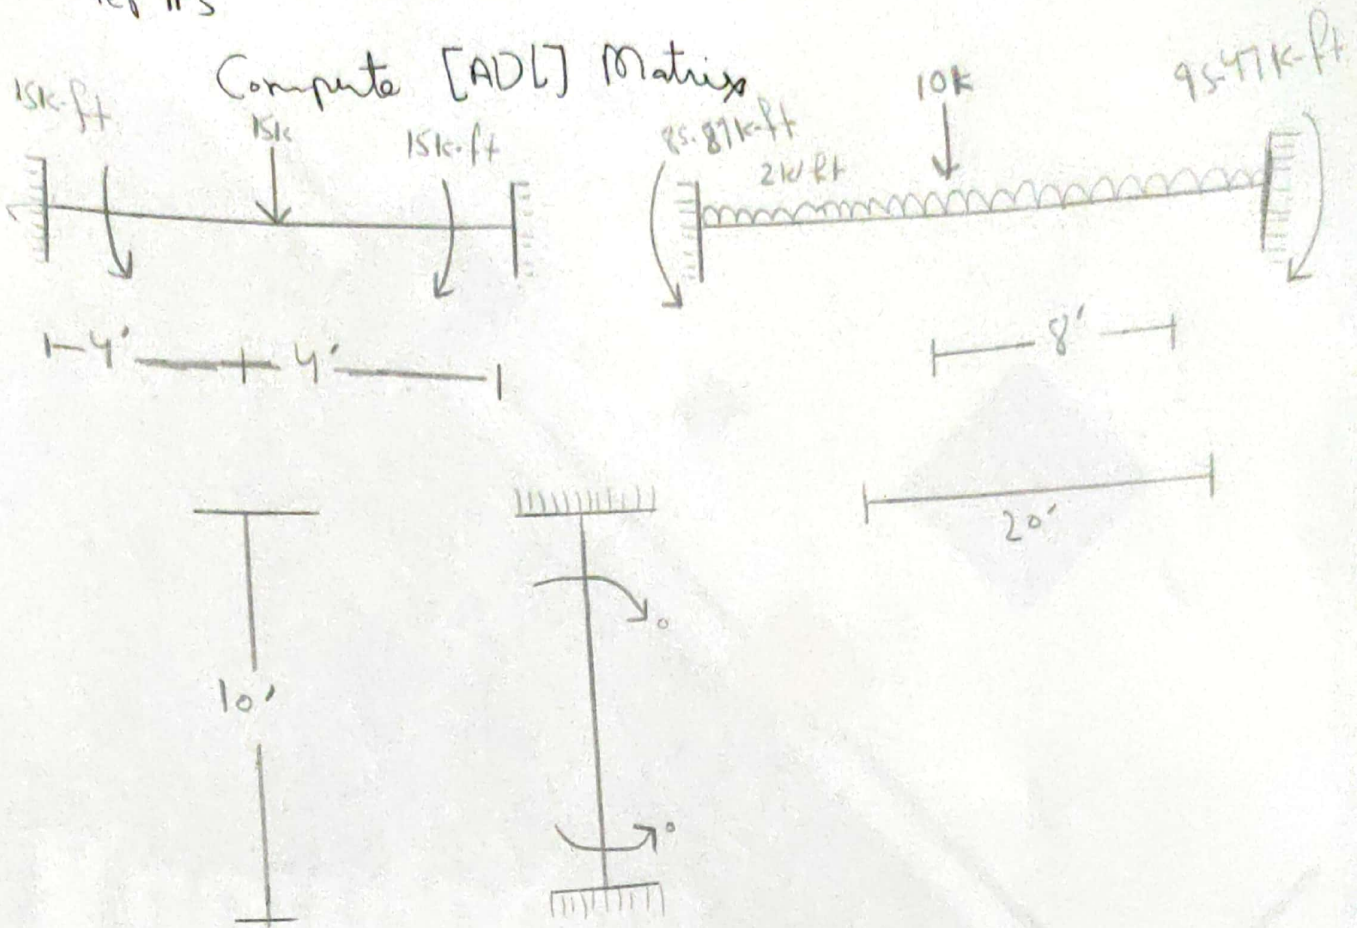 Compute [ADL] Matrix
15k-ft
15k
15k-ft
85.87k-ft
2k/ft
10k
95.47k-ft
4'
4'
8'
20'
10'
0
0